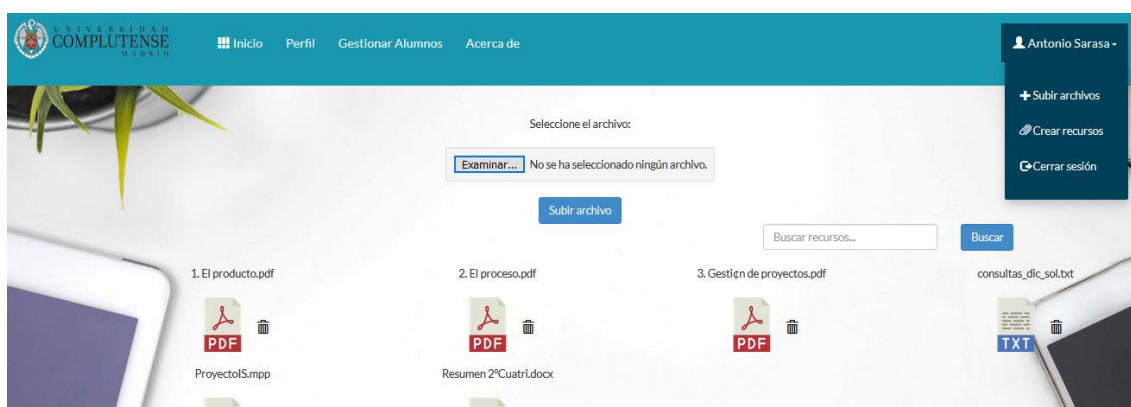 UNIVERSIDAD
COMPLUTENSE
MADRID
Inicio Perfil Gestionar Alumnos Acerca de
Antonio Sarasa
Subir archivos
Crear recursos
Cerrar sesión
Seleccione el archivo:
Examinar... No se ha seleccionado ningún archivo.
Subir archivo
Buscar recursos... Buscar
1. El producto.pdf 2. El proceso.pdf 3. Gesti¢n de proyectos.pdf consultas_dic_sol.txt
PDF PDF PDF TXT
ProyectoIS.mpp Resumen 2ºCuatri.docx